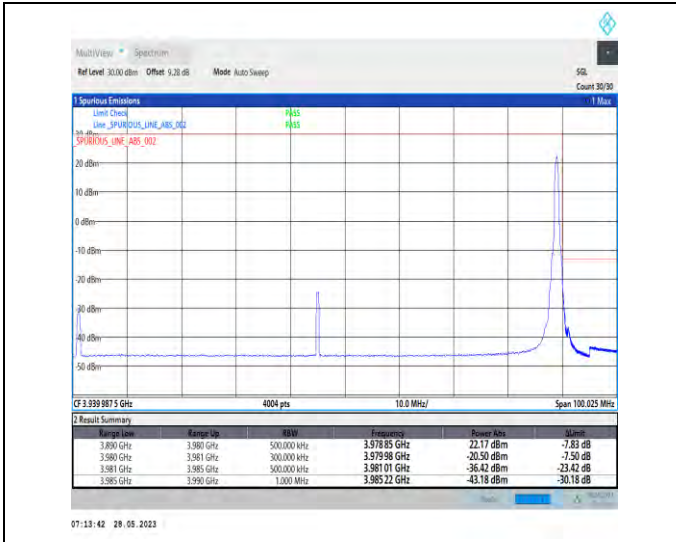 MultiView Spectrum
Ref Level 30.00 dBm Offset 9.28 dB Mode Auto Sweep SGL
Count 30/30
1 Spurious Emissions 1 Max
Limit Check PASS
Line _SPURIOUS_LINE_ABS_002 PASS
30 dBm
_SPURIOUS_LINE_ABS_002
20 dBm
10 dBm
0 dBm
-10 dBm
-20 dBm
-30 dBm
-40 dBm
-50 dBm
CF 3.939 987 5 GHz 4004 pts 10.0 MHz/ Span 100.025 MHz
2 Result Summary
Range Low Range Up RBW Frequency Power Abs ΔLimit
3.890 GHz 3.980 GHz 500.000 kHz 3.978 85 GHz 22.17 dBm -7.83 dB
3.980 GHz 3.981 GHz 300.000 kHz 3.979 98 GHz -20.50 dBm -7.50 dB
3.981 GHz 3.985 GHz 500.000 kHz 3.981 01 GHz -36.42 dBm -23.42 dB
3.985 GHz 3.990 GHz 1.000 MHz 3.985 22 GHz -43.18 dBm -30.18 dB
07:13:42 28.05.2023